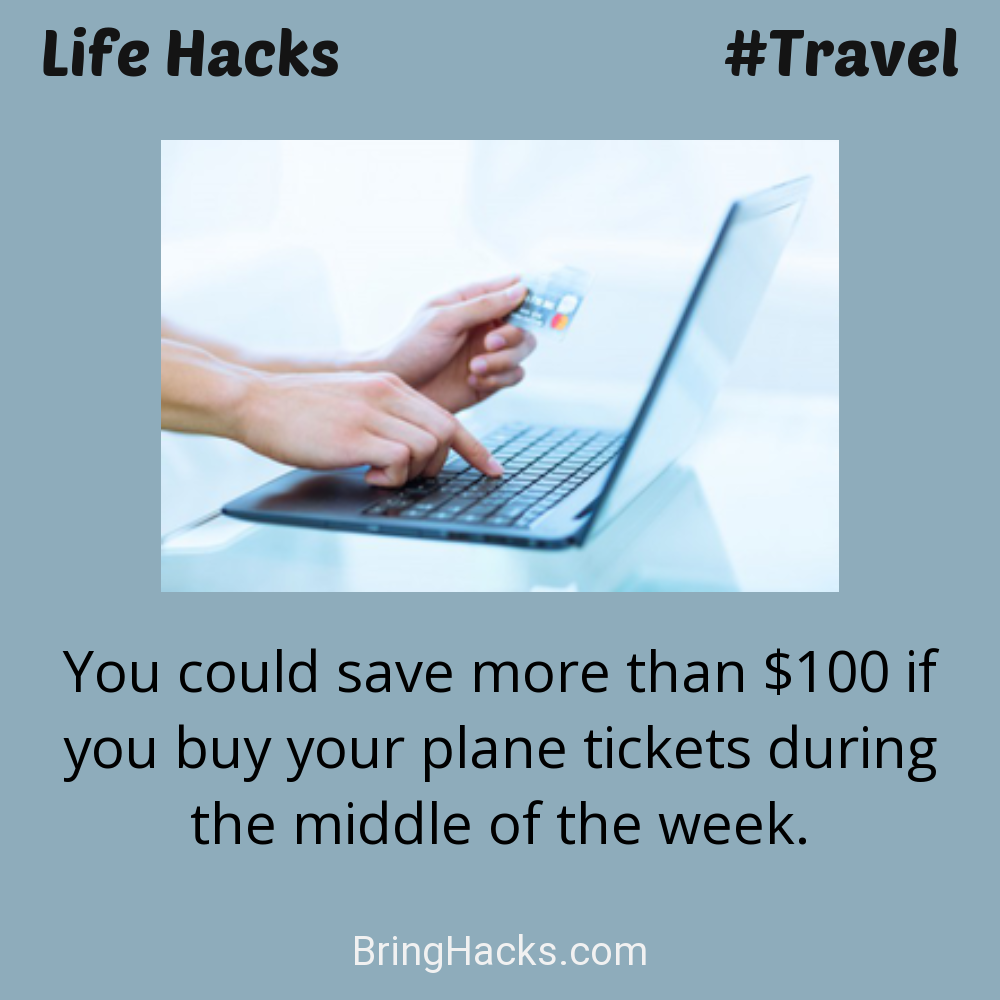 Life Hacks
#Travel
You could save more than $100 if
you buy your plane tickets during
the middle of the week.
BringHacks.com